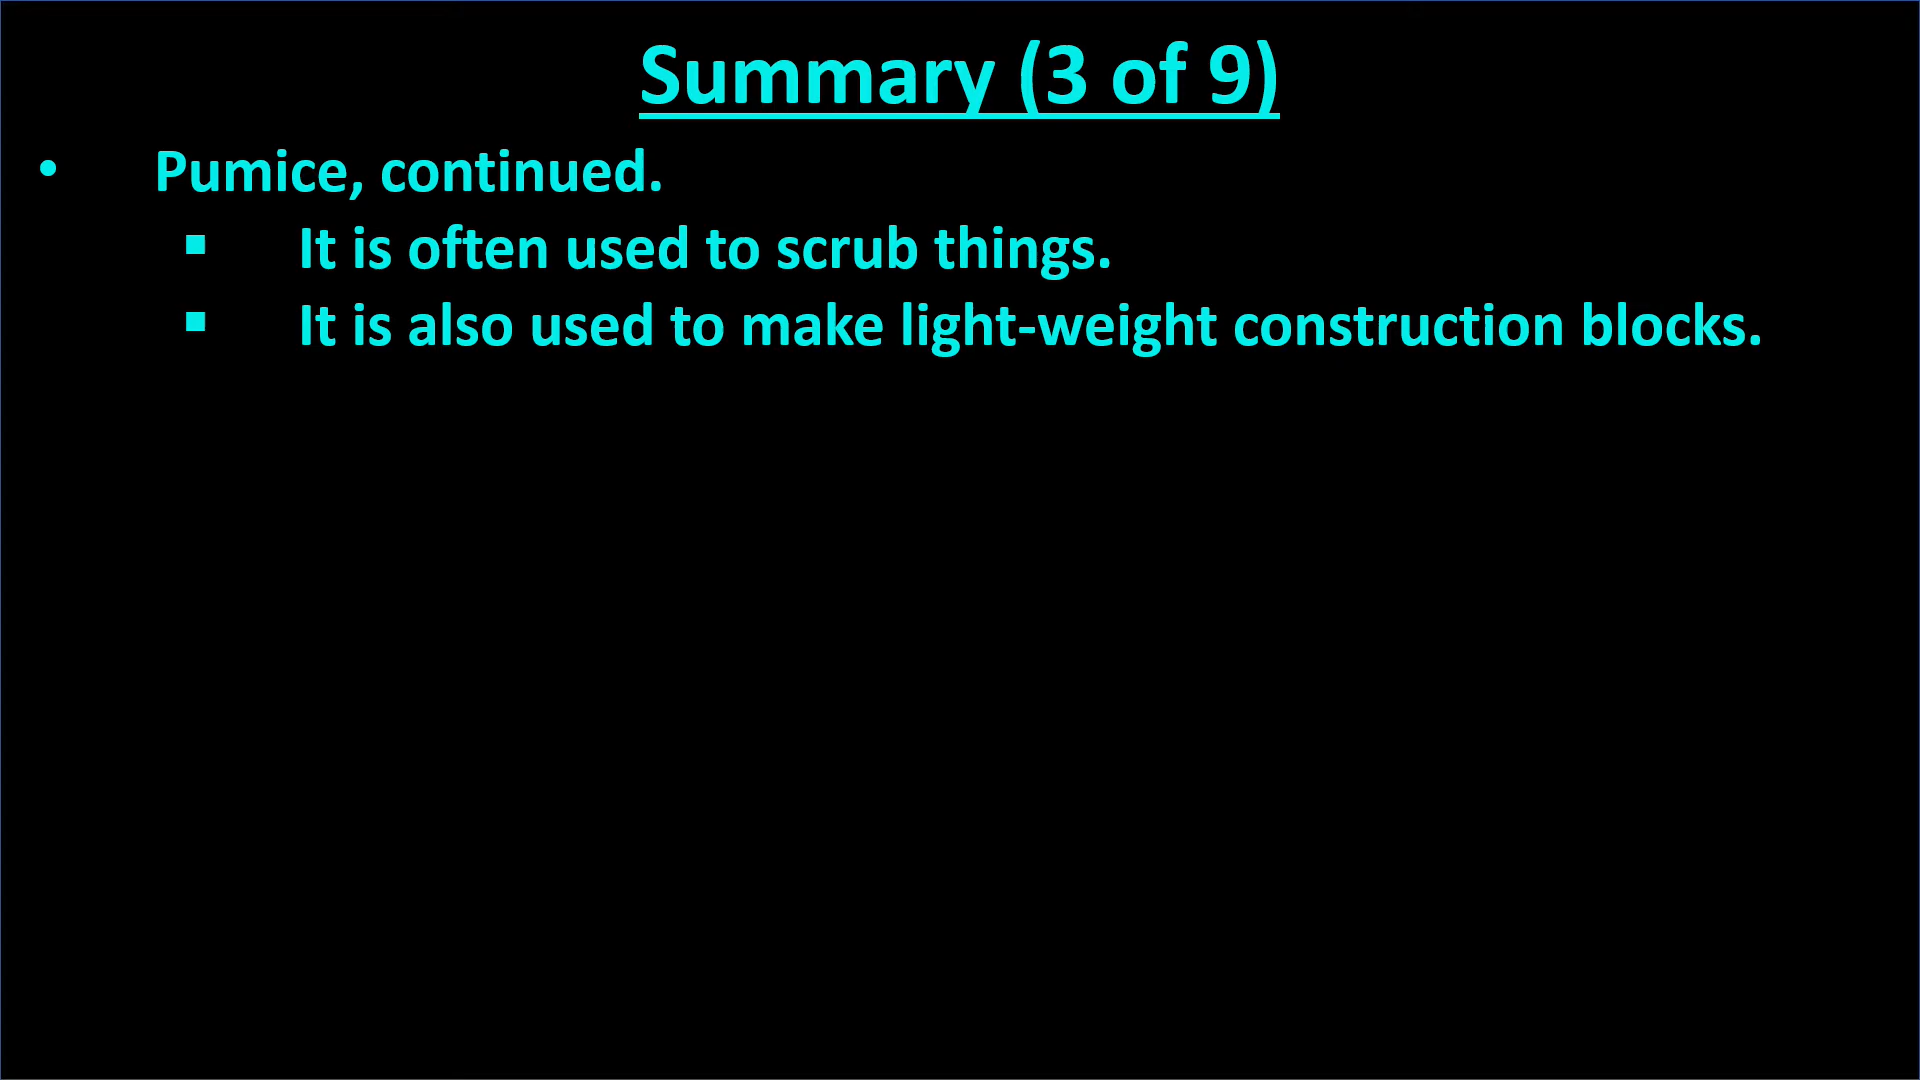 Summary (3 of 9)
• Pumice, continued.
▪ It is often used to scrub things.
▪ It is also used to make light-weight construction blocks.